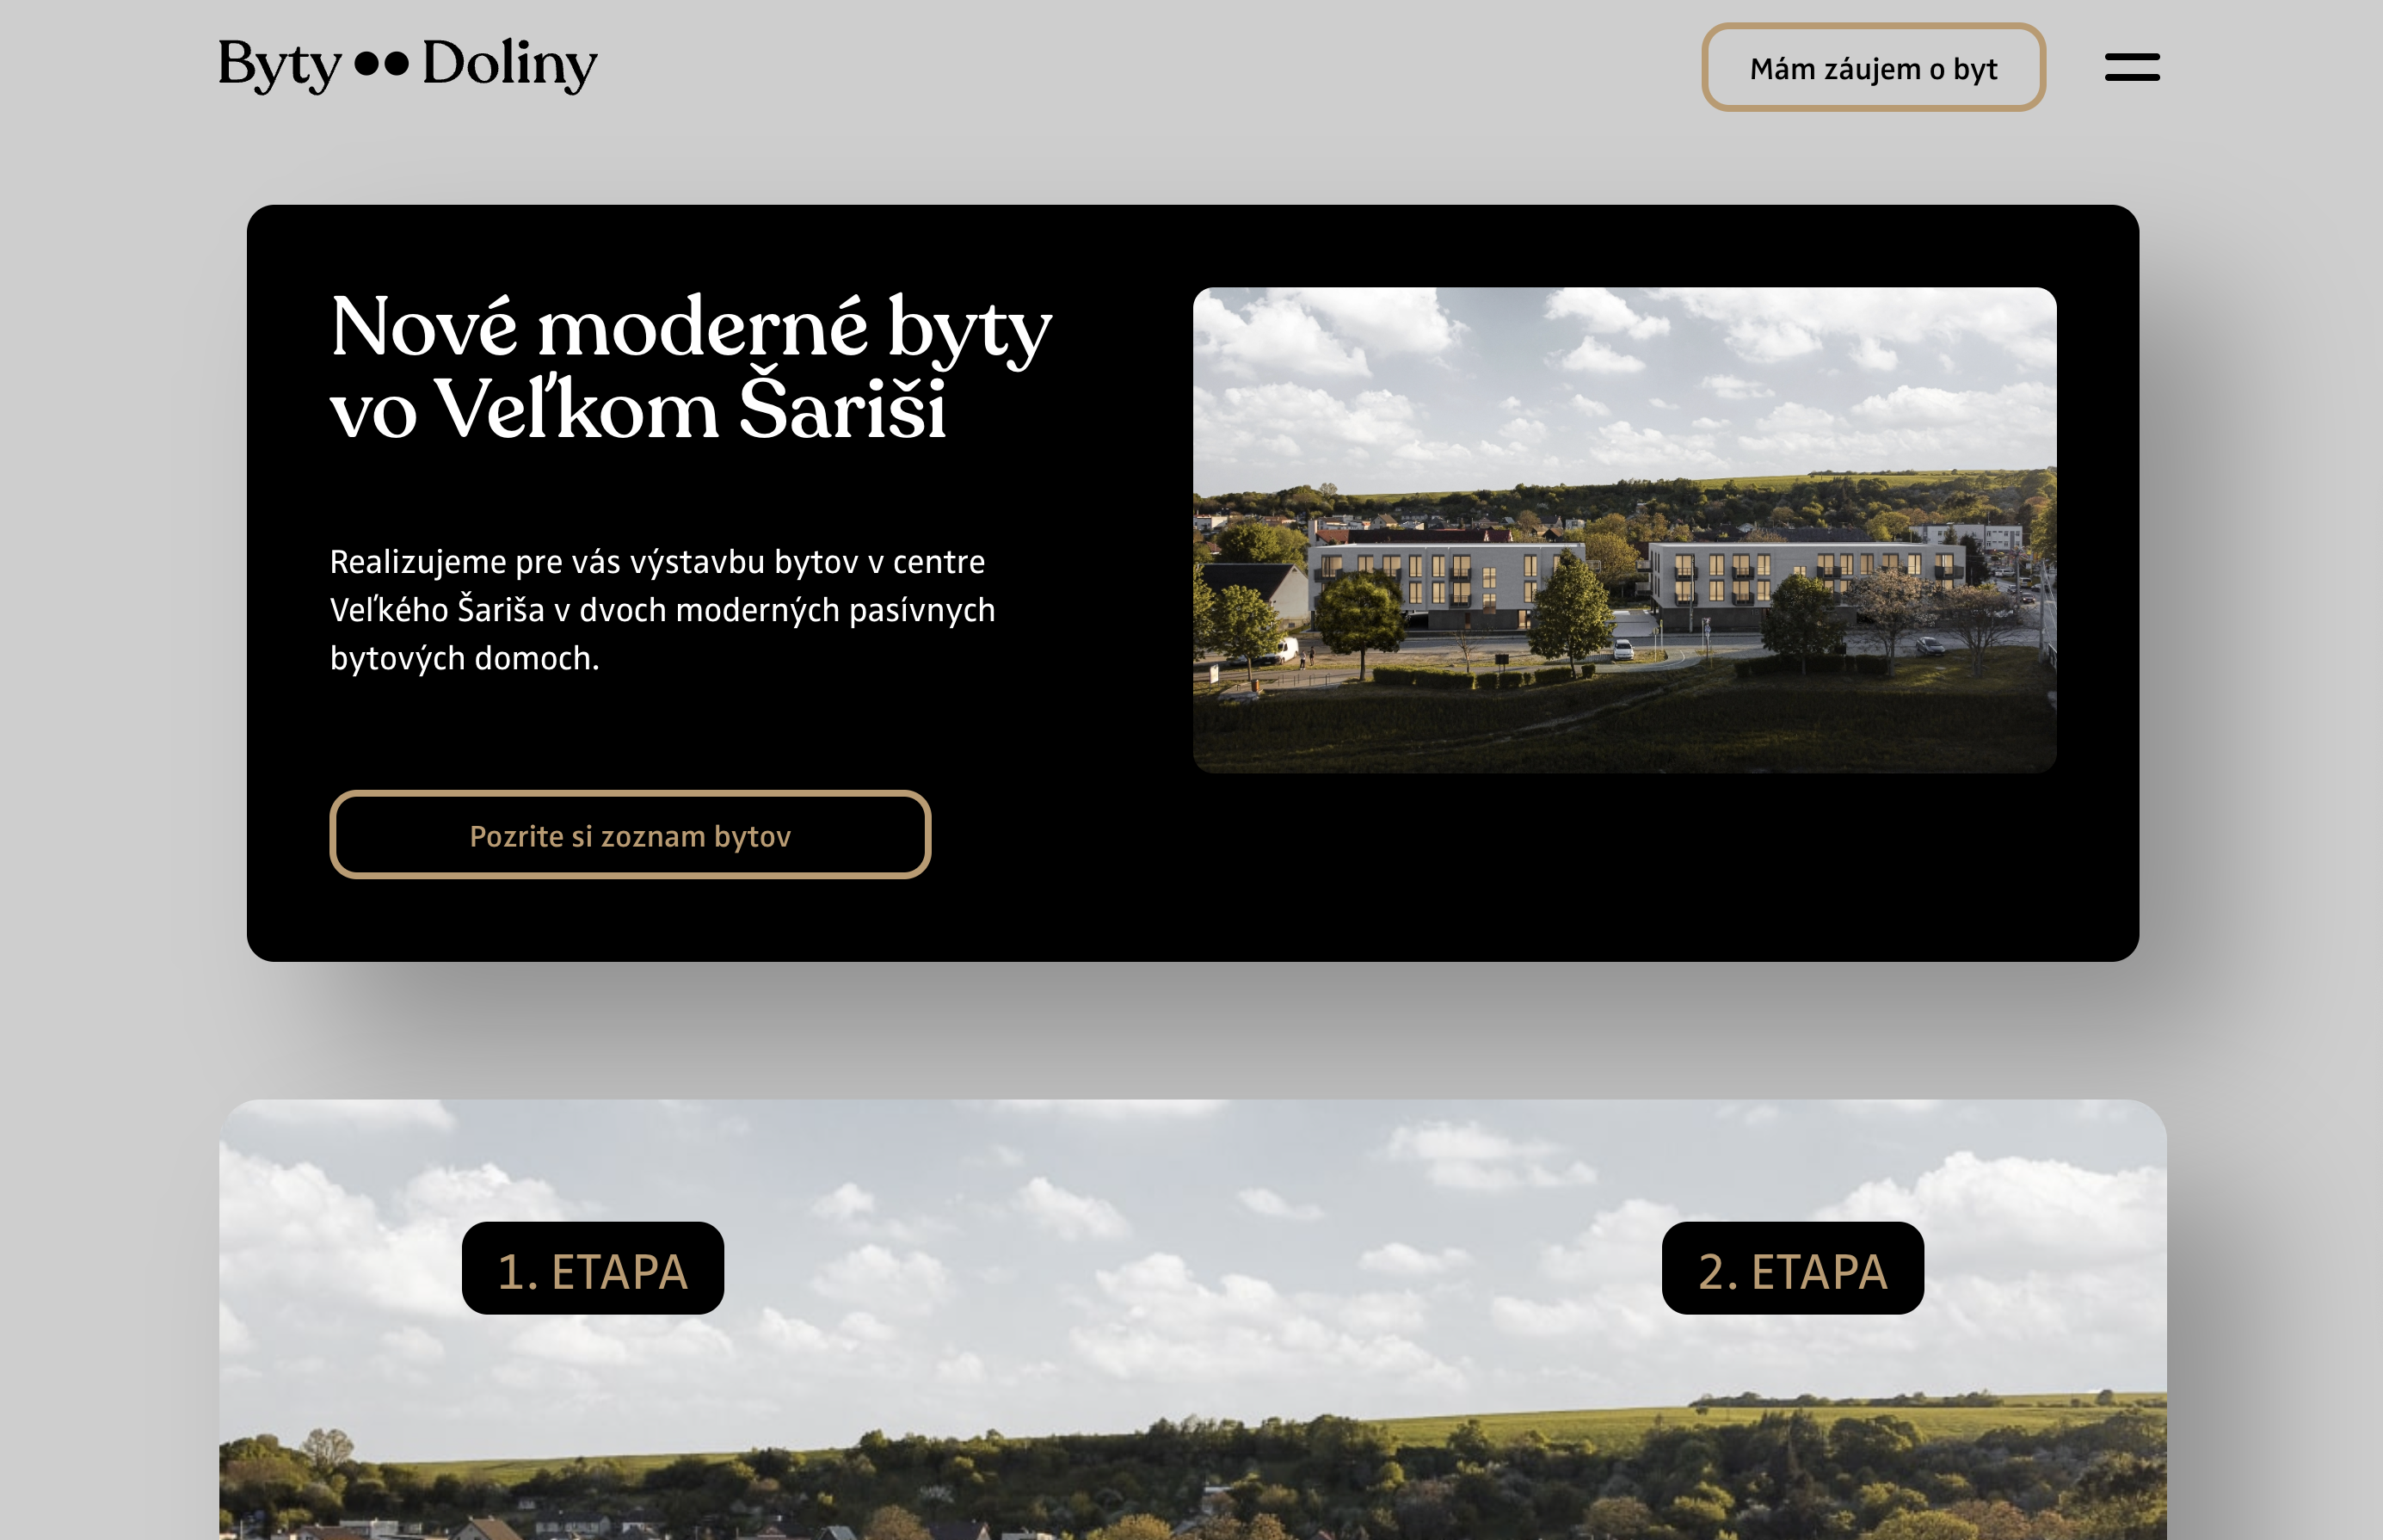 Byty Doliny
Mám záujem o byt
Nové moderné byty
vo Veľkom Šariši
Realizujeme pre vás výstavbu bytov v centre
Veľkého Šariša v dvoch moderných pasívnych
bytových domoch.
Pozrite si zoznam bytov
1. ETAPA
2. ETAPA